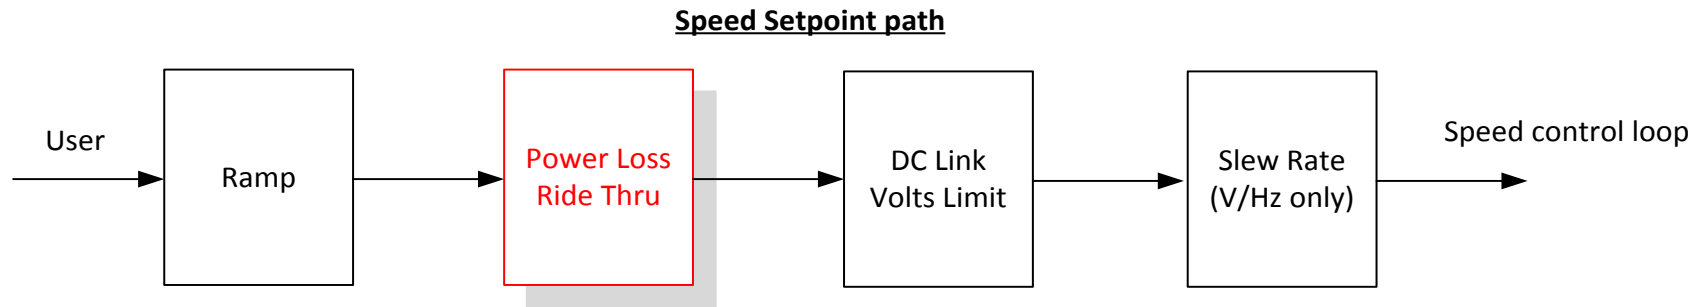 Speed Setpoint path
User
Ramp
Power Loss
Ride Thru
DC Link
Volts Limit
Slew Rate
(V/Hz only)
Speed control loop